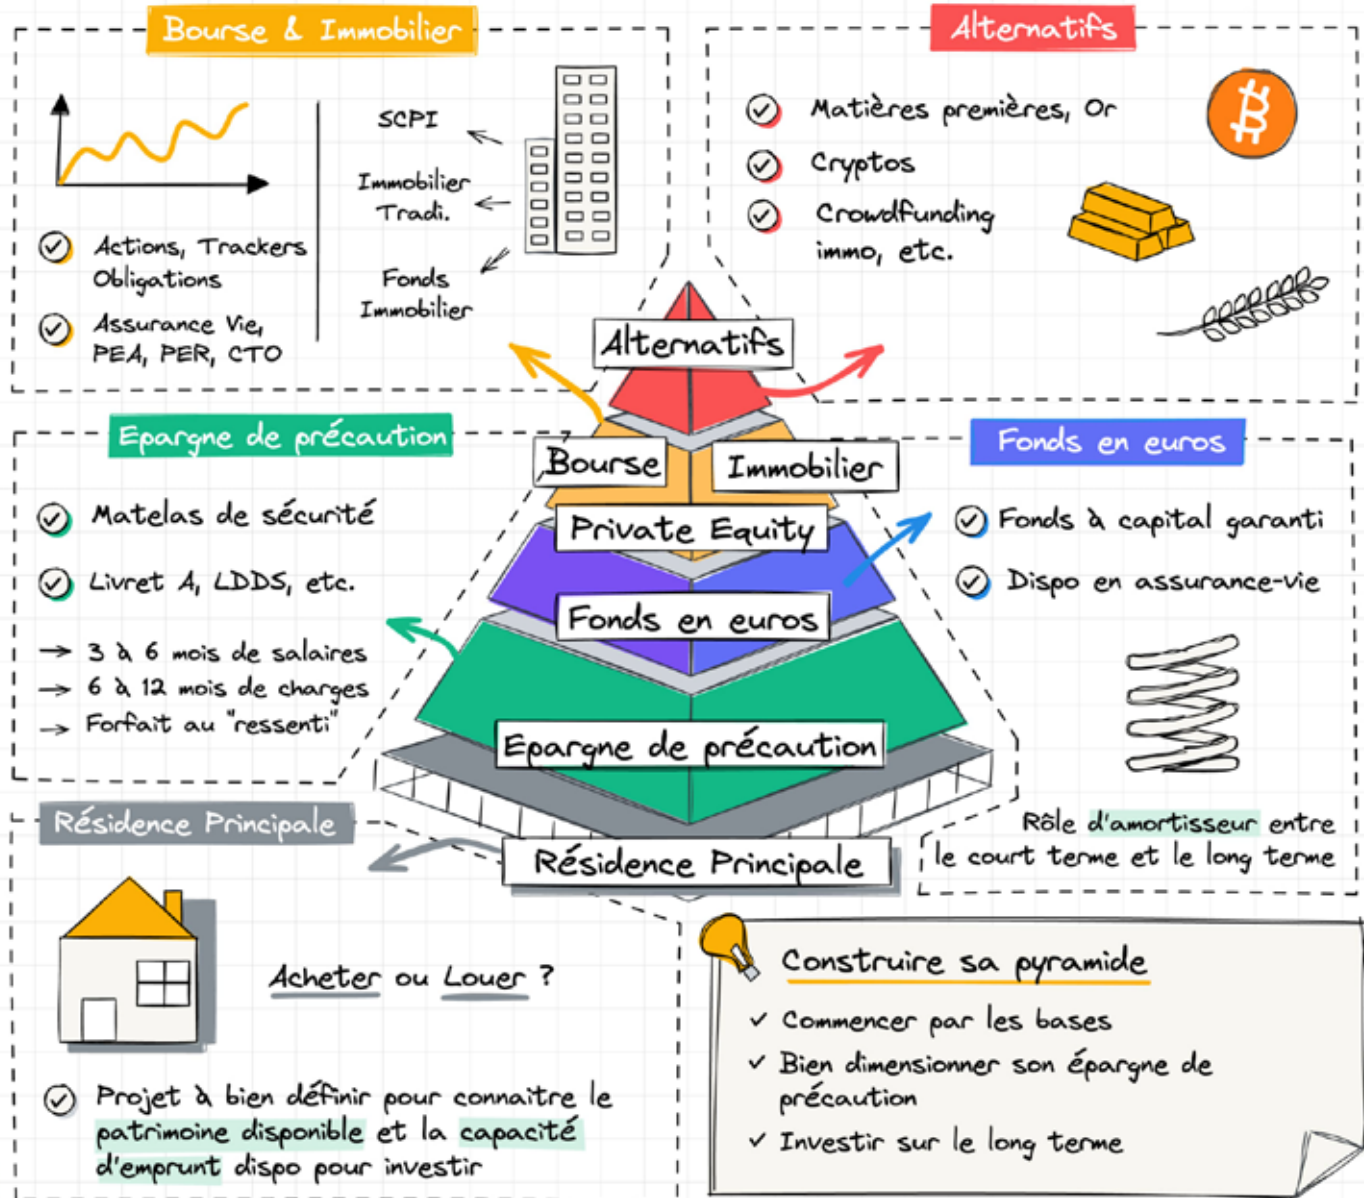 Bourse & Immobilier
SCPI
Immobilier
Tradi.
Fonds
Immobilier
Actions, Trackers
Obligations
Assurance Vie,
PEA, PER, CTO
Alternatifs
Matières premières, Or
Cryptos
Crowdfunding
immo, etc.
Alternatifs
Bourse
Immobilier
Private Equity
Fonds en euros
Epargne de précaution
Résidence Principale
Epargne de précaution
Matelas de sécurité
Livret A, LDDS, etc.
→ 3 à 6 mois de salaires
→ 6 à 12 mois de charges
→ Forfait au "ressenti"
Fonds en euros
Fonds à capital garanti
Dispo en assurance-vie
Rôle d'amortisseur entre
le court terme et le long terme
Résidence Principale
Acheter ou Louer ?
Projet à bien définir pour connaitre le
patrimoine disponible et la capacité
d'emprunt dispo pour investir
Construire sa pyramide
✓ Commencer par les bases
✓ Bien dimensionner son épargne de
précaution
✓ Investir sur le long terme